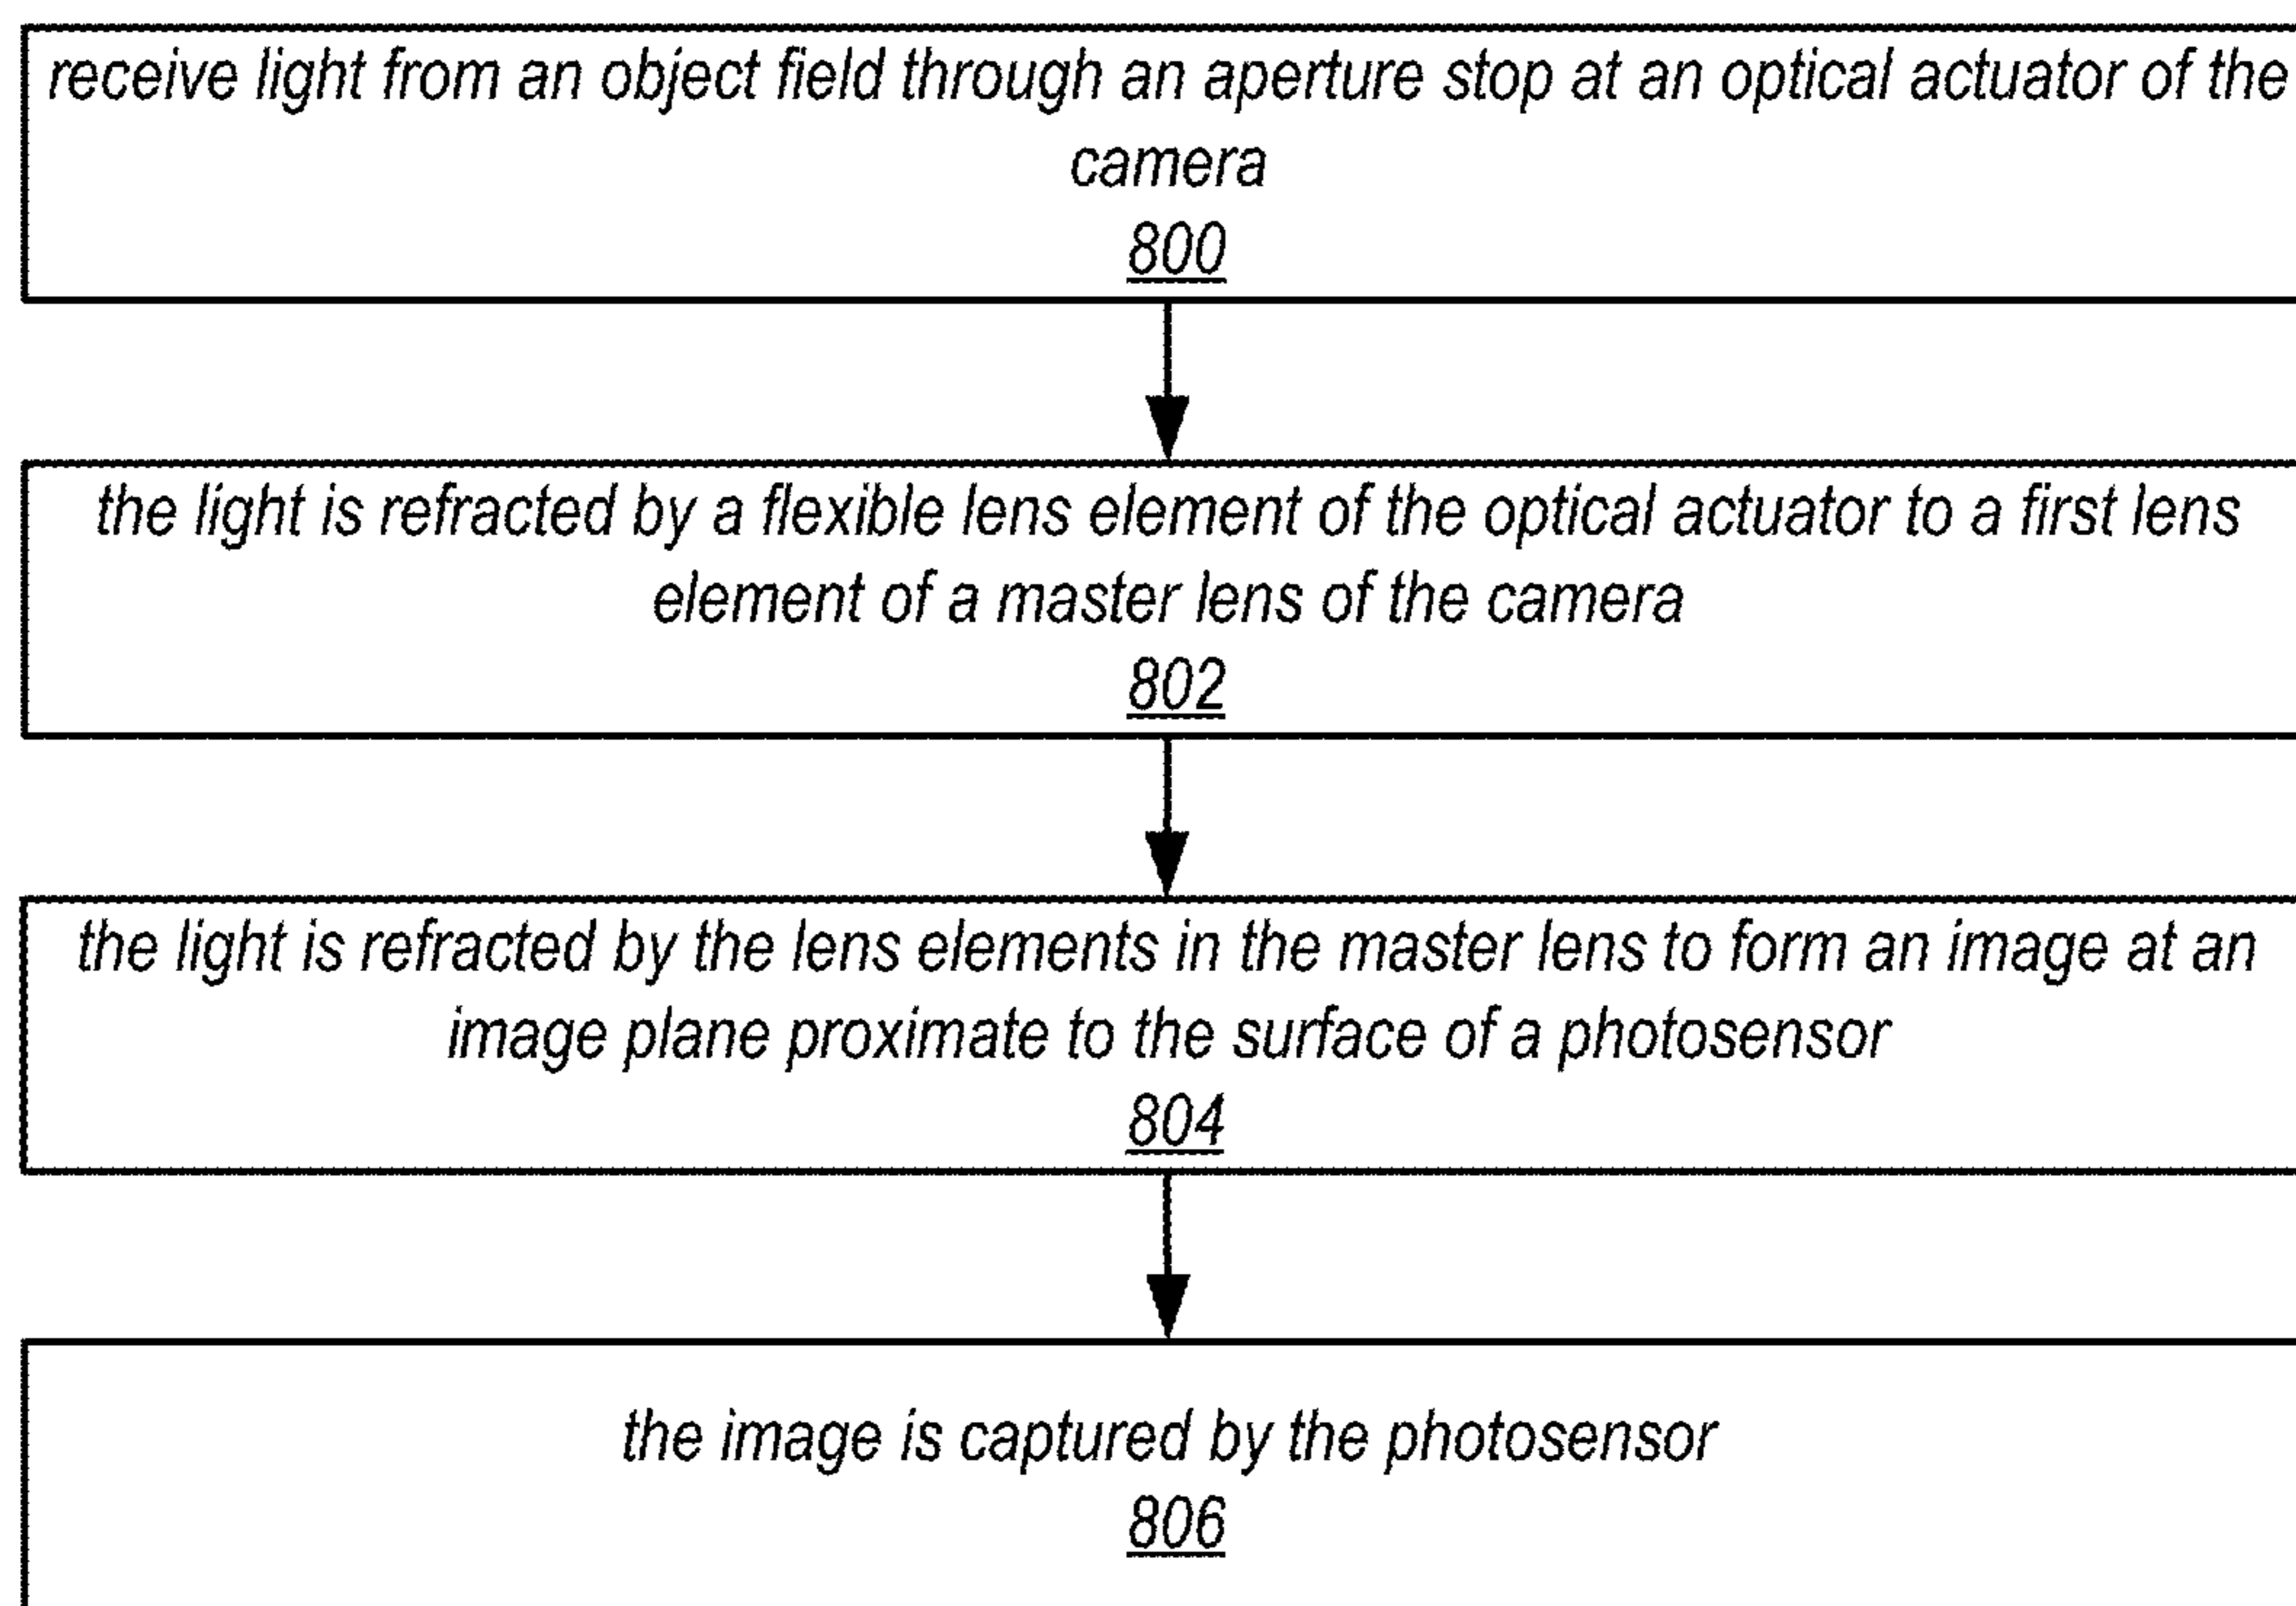 receive light from an object field through an aperture stop at an optical actuator of the
camera
800
the light is refracted by a flexible lens element of the optical actuator to a first lens
element of a master lens of the camera
802
the light is refracted by the lens elements in the master lens to form an image at an
image plane proximate to the surface of a photosensor
804
the image is captured by the photosensor
806